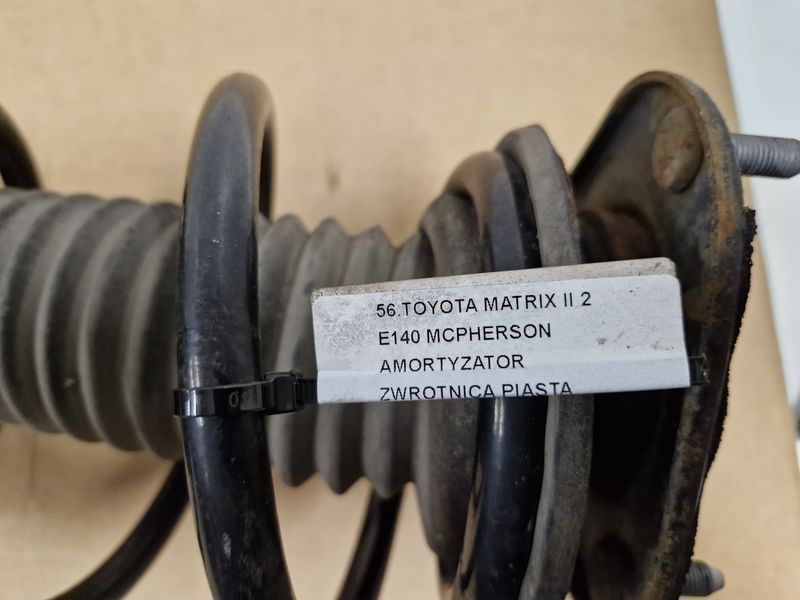 56.TOYOTA MATRIX II 2
E140 MCPHERSON
AMORTYZATOR
ZWROTNICA PIASTA